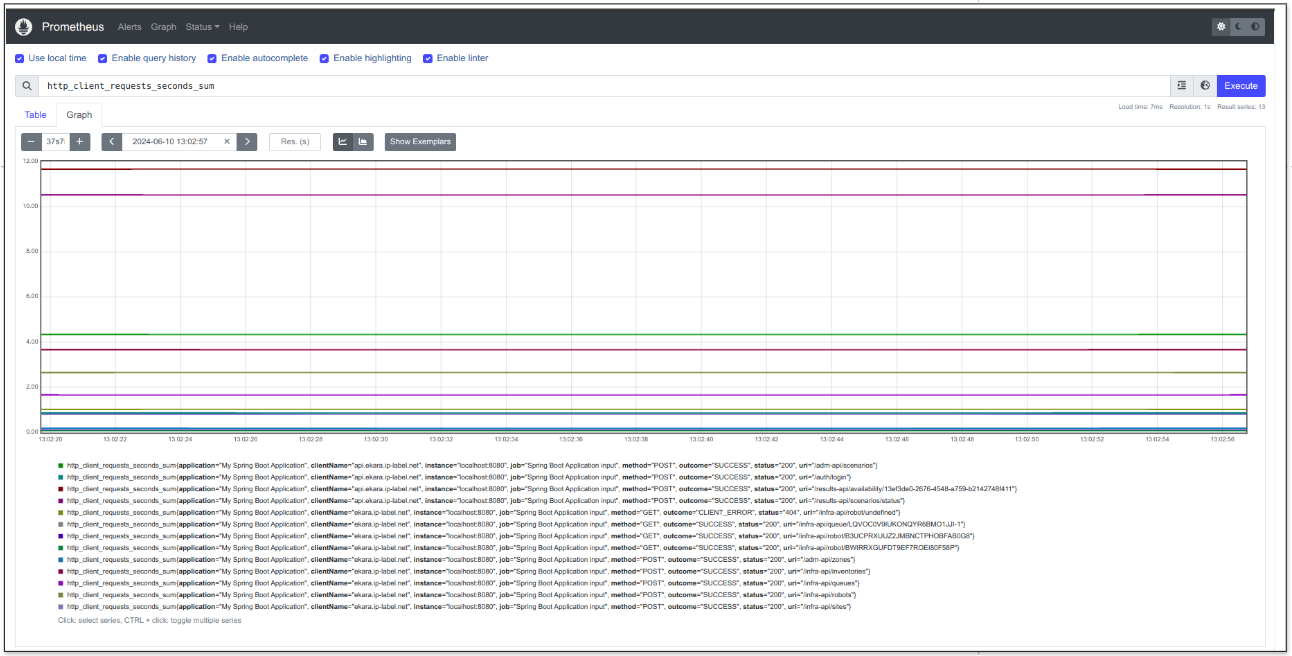 Prometheus Alerts Graph Status Help
Use local time Enable query history Enable autocomplete Enable highlighting Enable linter
http_client_requests_seconds_sum Execute
Load time: 7ms Resolution: 1s Result series: 13
Table Graph
− 37s7 + 2024-06-10 13:02:57 × Res. (s) Show Exemplars
12.00
10.00
8.00
6.00
4.00
2.00
.00
13:02:20 13:02:22 13:02:24 13:02:26 13:02:28 13:02:30 13:02:32 13:02:34 13:02:36 13:02:38 13:02:40 13:02:42 13:02:44 13:02:46 13:02:48 13:02:50 13:02:52 13:02:54 13:02:56
http_client_requests_seconds_sum{application="My Spring Boot Application", clientName="api.ekara.ip-label.net", instance="localhost:8080", job="Spring Boot Application input", method="POST", outcome="SUCCESS", status="200", uri="/adm-api/scenarios"}
http_client_requests_seconds_sum{application="My Spring Boot Application", clientName="api.ekara.ip-label.net", instance="localhost:8080", job="Spring Boot Application input", method="POST", outcome="SUCCESS", status="200", uri="/auth/login"}
http_client_requests_seconds_sum{application="My Spring Boot Application", clientName="api.ekara.ip-label.net", instance="localhost:8080", job="Spring Boot Application input", method="POST", outcome="SUCCESS", status="200", uri="/results-api/availability/13ef3de0-2676-4548-a759-b2142748f411"}
http_client_requests_seconds_sum{application="My Spring Boot Application", clientName="api.ekara.ip-label.net", instance="localhost:8080", job="Spring Boot Application input", method="POST", outcome="SUCCESS", status="200", uri="/results-api/scenarios/status"}
http_client_requests_seconds_sum{application="My Spring Boot Application", clientName="ekara.ip-label.net", instance="localhost:8080", job="Spring Boot Application input", method="GET", outcome="CLIENT_ERROR", status="404", uri="/infra-api/robot/undefined"}
http_client_requests_seconds_sum{application="My Spring Boot Application", clientName="ekara.ip-label.net", instance="localhost:8080", job="Spring Boot Application input", method="GET", outcome="SUCCESS", status="200", uri="/infra-api/queue/
http_client_requests_seconds_sum{application="My Spring Boot Application", clientName="ekara.ip-label.net", instance="localhost:8080", job="Spring Boot Application input", method="GET", outcome="SUCCESS", status="200", uri="/infra-api/robot/
http_client_requests_seconds_sum{application="My Spring Boot Application", clientName="ekara.ip-label.net", instance="localhost:8080", job="Spring Boot Application input", method="GET", outcome="SUCCESS", status="200", uri="/infra-api/robot/
http_client_requests_seconds_sum{application="My Spring Boot Application", clientName="ekara.ip-label.net", instance="localhost:8080", job="Spring Boot Application input", method="POST", outcome="SUCCESS", status="200", uri="/adm-api/zones"}
http_client_requests_seconds_sum{application="My Spring Boot Application", clientName="ekara.ip-label.net", instance="localhost:8080", job="Spring Boot Application input", method="POST", outcome="SUCCESS", status="200", uri="/infra-api/inventories"}
http_client_requests_seconds_sum{application="My Spring Boot Application", clientName="ekara.ip-label.net", instance="localhost:8080", job="Spring Boot Application input", method="POST", outcome="SUCCESS", status="200", uri="/infra-api/queues"}
http_client_requests_seconds_sum{application="My Spring Boot Application", clientName="ekara.ip-label.net", instance="localhost:8080", job="Spring Boot Application input", method="POST", outcome="SUCCESS", status="200", uri="/infra-api/robots"}
http_client_requests_seconds_sum{application="My Spring Boot Application", clientName="ekara.ip-label.net", instance="localhost:8080", job="Spring Boot Application input", method="POST", outcome="SUCCESS", status="200", uri="/infra-api/sites"}
Click: select series, CTRL + click: toggle multiple series